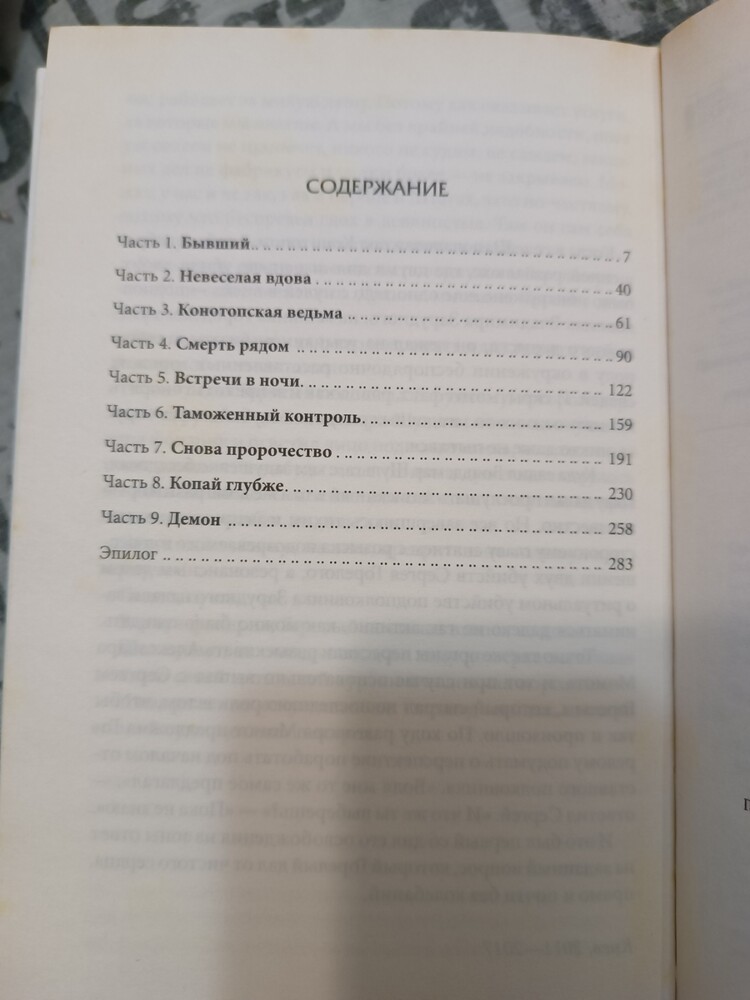 СОДЕРЖАНИЕ
Часть 1. Бывший 7
Часть 2. Невеселая вдова 40
Часть 3. Конотопская ведьма 61
Часть 4. Смерть рядом 90
Часть 5. Встречи в ночи. 122
Часть 6. Таможенный контроль. 159
Часть 7. Снова пророчество 191
Часть 8. Копай глубже. 230
Часть 9. Демон 258
Эпилог 283